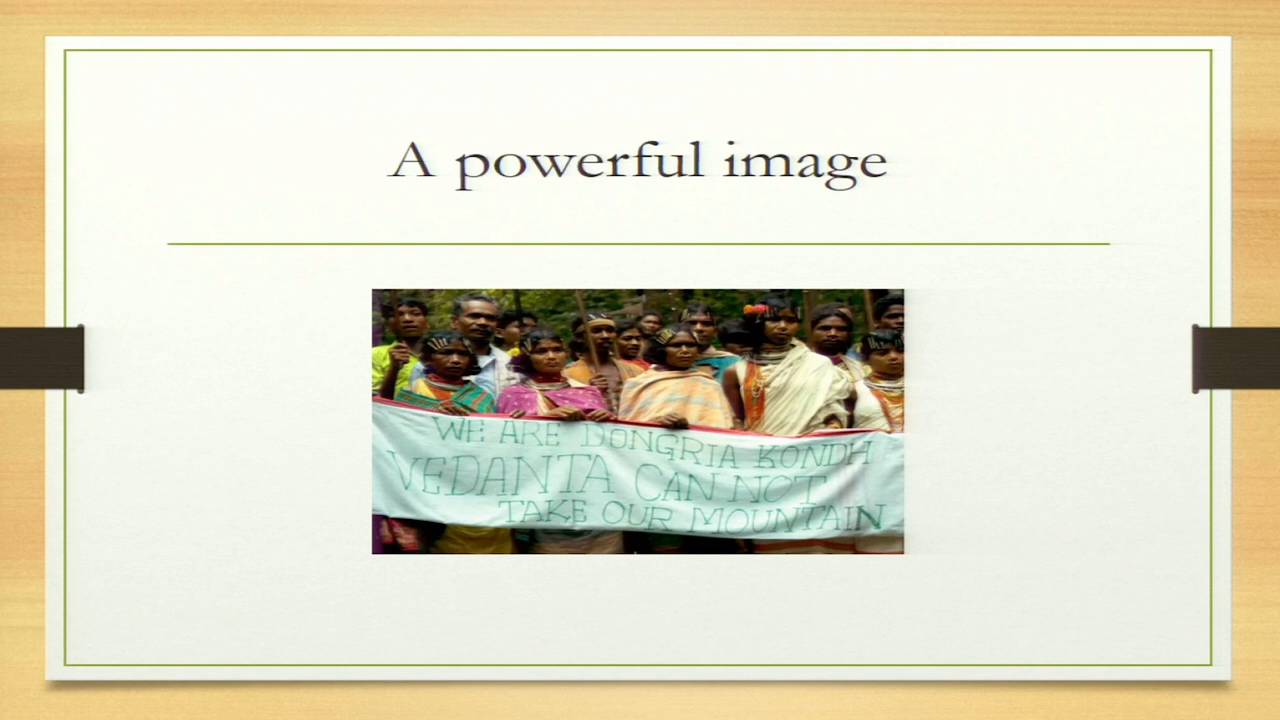 A powerful image
WE ARE DONGRIA KONDH
VEDANTA CAN NOT
TAKE OUR MOUNTAIN